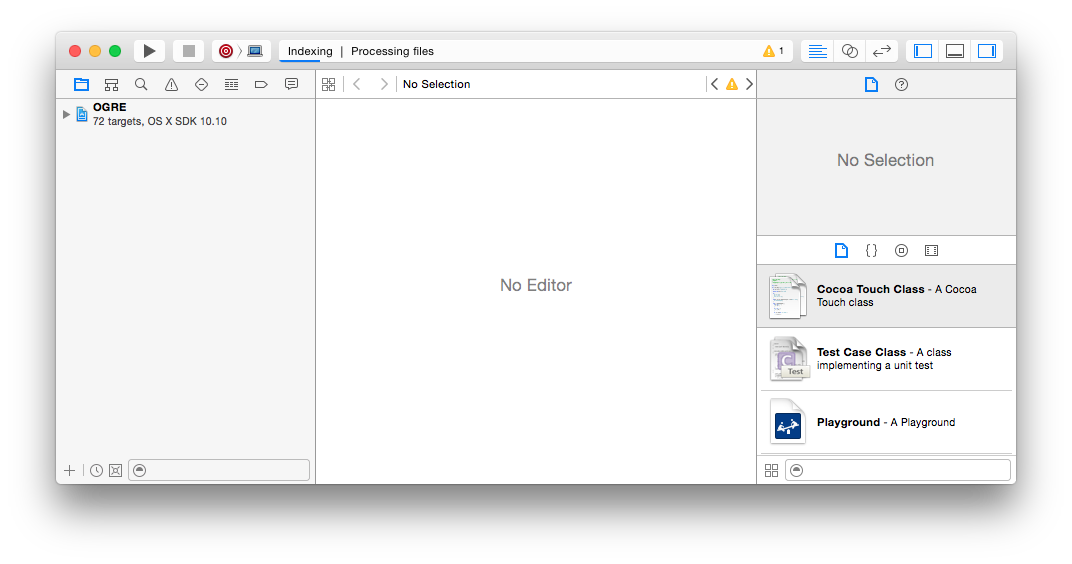 Indexing | Processing files
1
No Selection
OGRE
72 targets, OS X SDK 10.10
No Editor
No Selection
{}
Cocoa Touch Class - A Cocoa
Touch class
C
Test
Test Case Class - A class
implementing a unit test
Playground - A Playground